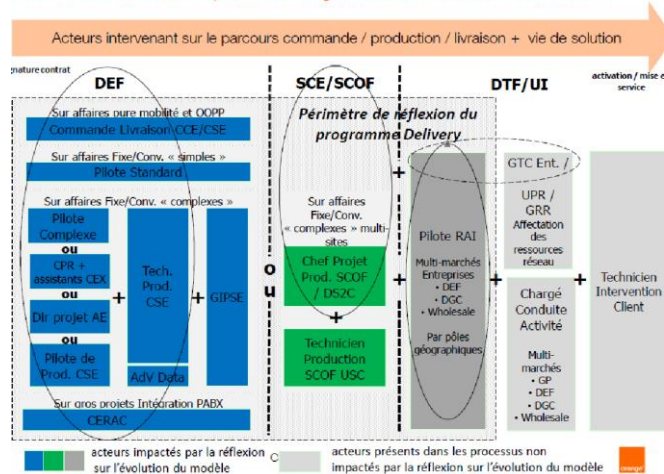 Acteurs intervenant sur le parcours commande / production / livraison + vie de solution
gnature contrat
DEF
SCE/SCOF
DTF/UI
activation / mise e
service
Sur affaires pure mobilité et OOPP
Commande Livraison CCE/CSE
Sur affaires Fixe/Conv. « simples »
Pilote Standard
Sur affaires Fixe/Conv. « complexes »
Pilote
Complexe
ou
CPR +
assistants CEX
ou
Dir projet AE
ou
Pilote de
Prod. CSE
+
Tech.
Prod.
CSE
AdV Data
+
GIPSE
Sur gros projets Intégration PABX
CERAC
o
u
Périmètre de réflexion du
programme Delivery
Sur affaires
Fixe/Conv.
« complexes » multi-
sites
Chef Projet
Prod. SCOF
/ DS2C
+
Technicien
Production
SCOF USC
+
+
Pilote RAI
Multi-marchés
Entreprises
• DEF
• DGC
• Wholesale
Par pôles
géographiques
+
GTC Ent. /
UPR /
GRR
Affectation
des
ressources
réseau
Chargé
Conduite
Activité
Multi-
marchés
• GP
• DEF
• DGC
• Wholesale
+
Technicien
Intervention
Client
acteurs impactés par la réflexion
sur l'évolution du modèle
C
acteurs présents dans les processus non
impactés par la réflexion sur l'évolution du modèle
orange